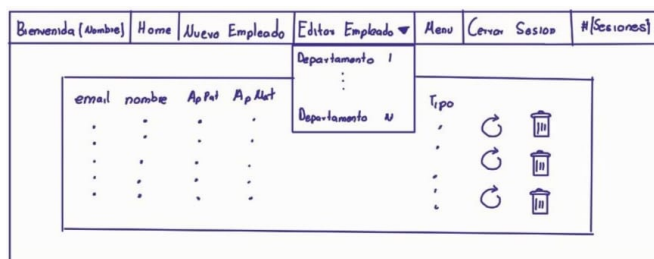 Bienvenida (Nombre) Home Nuevo Empleado Editar Empleado Menu Cerrar Sesion #(Sesiones)
Departamento 1
Departamento N
email nombre ApPat ApMat Tipo